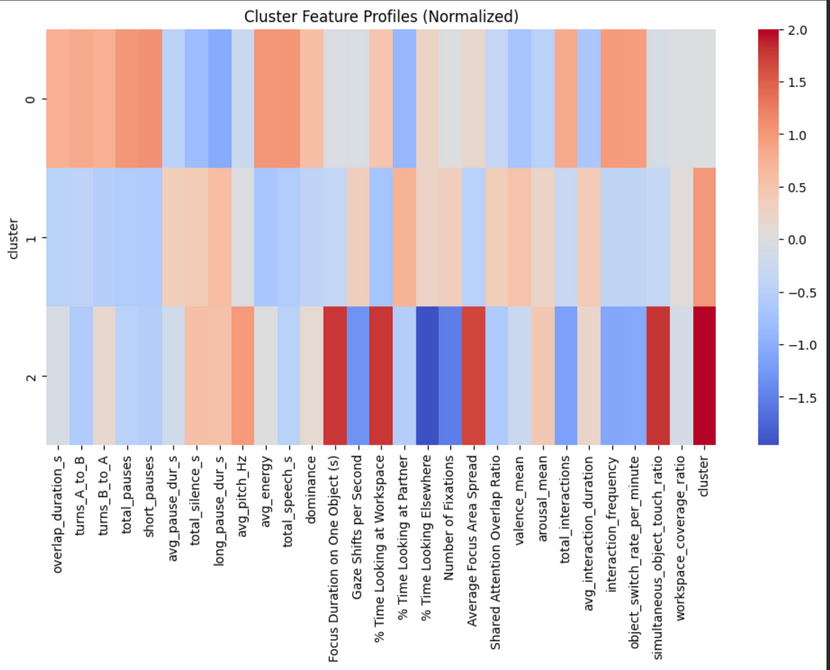 Cluster Feature Profiles (Normalized)
cluster
0
1
2
overlap_duration_s
turns_A_to_B
turns_B_to_A
total_pauses
short_pauses
avg_pause_dur_s
total_silence_s
long_pause_dur_s
avg_pitch_Hz
avg_energy
total_speech_s
dominance
Focus Duration on One Object (s)
Gaze Shifts per Second
% Time Looking at Workspace
% Time Looking at Partner
% Time Looking Elsewhere
Number of Fixations
Average Focus Area Spread
Shared Attention Overlap Ratio
valence_mean
arousal_mean
total_interactions
avg_interaction_duration
interaction_frequency
object_switch_rate_per_minute
simultaneous_object_touch_ratio
workspace_coverage_ratio
cluster
2.0
1.5
1.0
0.5
0.0
−0.5
−1.0
−1.5